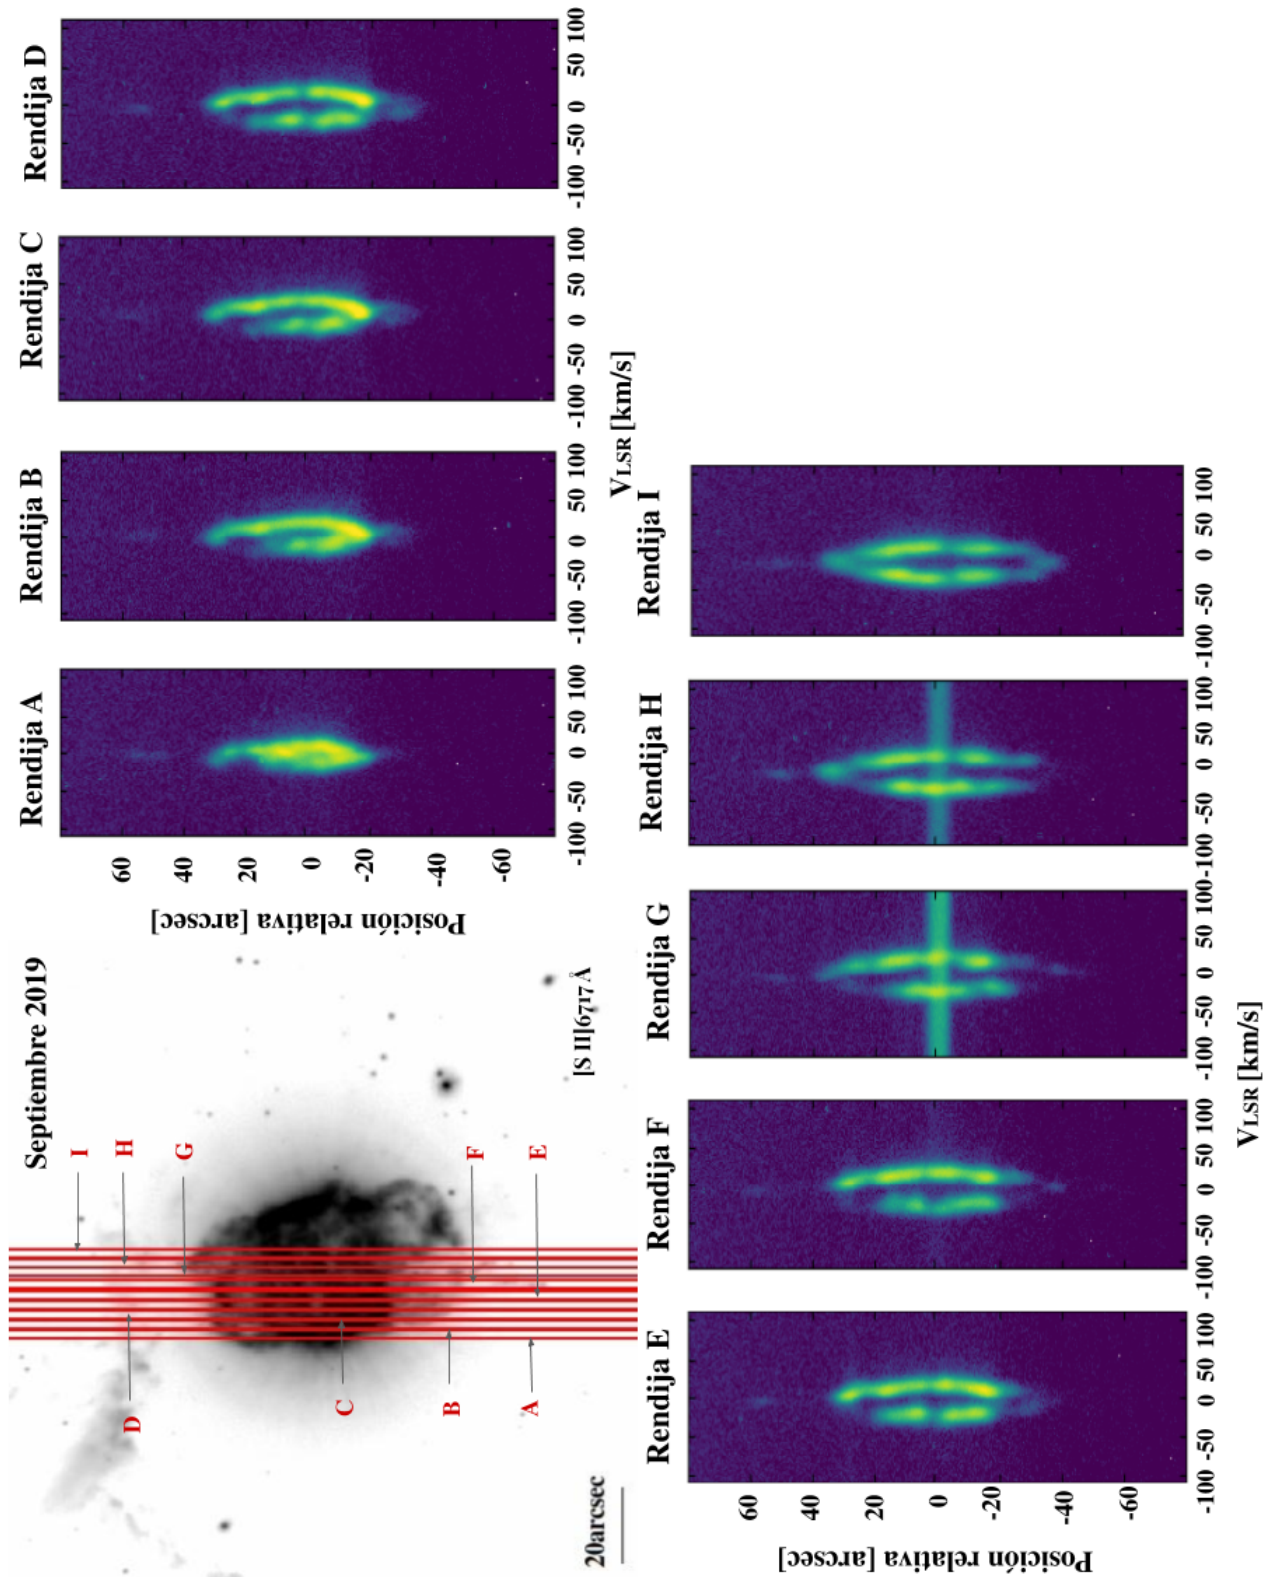 Septiembre 2019
I
H
G
F
E
D
C
B
A
20arcsec
[S II]6717Å
Rendija A
Rendija B
Rendija C
Rendija D
Posición relativa [arcsec]
60
40
20
0
-20
-40
-60
-100 -50 0 50 100
-100 -50 0 50 100
-100 -50 0 50 100
-100 -50 0 50 100
VLSR [km/s]
Rendija E
Rendija F
Rendija G
Rendija H
Rendija I
Posición relativa [arcsec]
60
40
20
0
-20
-40
-60
-100 -50 0 50 100
-100 -50 0 50 100
-100 -50 0 50 100
-100 -50 0 50 100
-100 -50 0 50 100
VLSR [km/s]